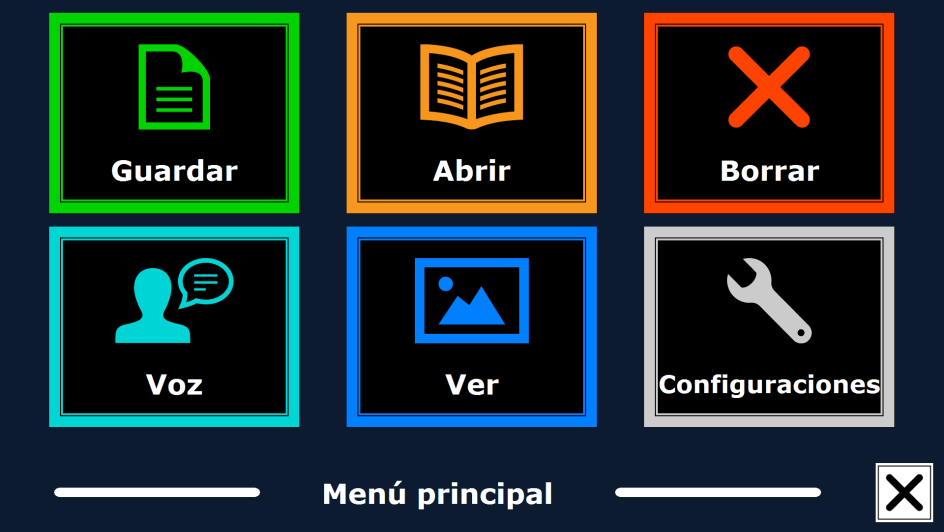 Guardar
Abrir
Borrar
Voz
Ver
Configuraciones
Menú principal